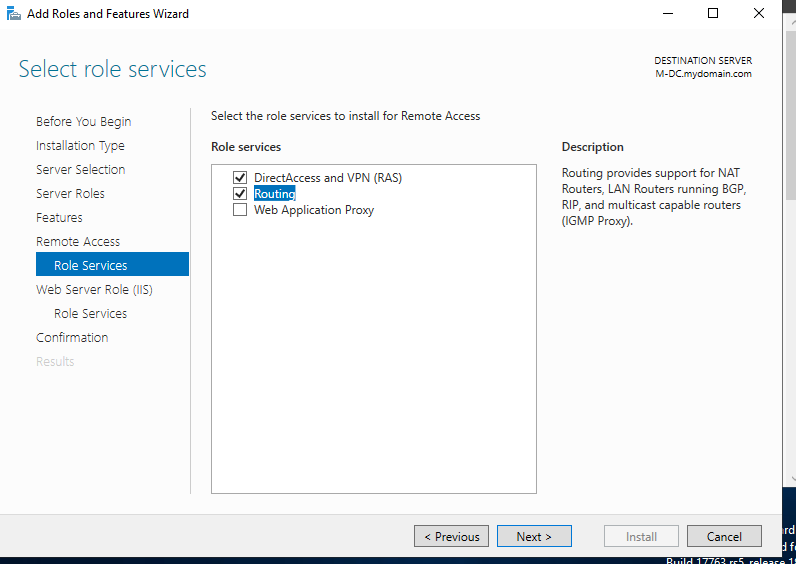 Add Roles and Features Wizard
Select role services
DESTINATION SERVER
M-DC.mydomain.com
Before You Begin
Installation Type
Server Selection
Server Roles
Features
Remote Access
Role Services
Web Server Role (IIS)
Role Services
Confirmation
Results
Select the role services to install for Remote Access
Role services
DirectAccess and VPN (RAS)
Routing
Web Application Proxy
Description
Routing provides support for NAT
Routers, LAN Routers running BGP,
RIP, and multicast capable routers
(IGMP Proxy).
< Previous
Next >
Install
Cancel
Build 17763.rs5_release